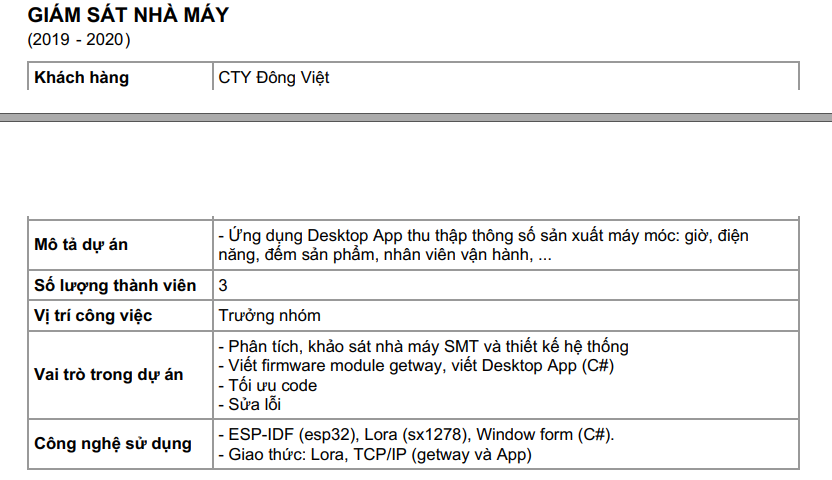 GIÁM SÁT NHÀ MÁY
(2019 - 2020)
Khách hàng CTY Đông Việt
Mô tả dự án
- Ứng dụng Desktop App thu thập thông số sản xuất máy móc: giờ, điện
năng, đếm sản phẩm, nhân viên vận hành, ...
Số lượng thành viên 3
Vị trí công việc Trưởng nhóm
Vai trò trong dự án
- Phân tích, khảo sát nhà máy SMT và thiết kế hệ thống
- Viết firmware module getway, viết Desktop App (C#)
- Tối ưu code
- Sửa lỗi
Công nghệ sử dụng
- ESP-IDF (esp32), Lora (sx1278), Window form (C#).
- Giao thức: Lora, TCP/IP (getway và App)